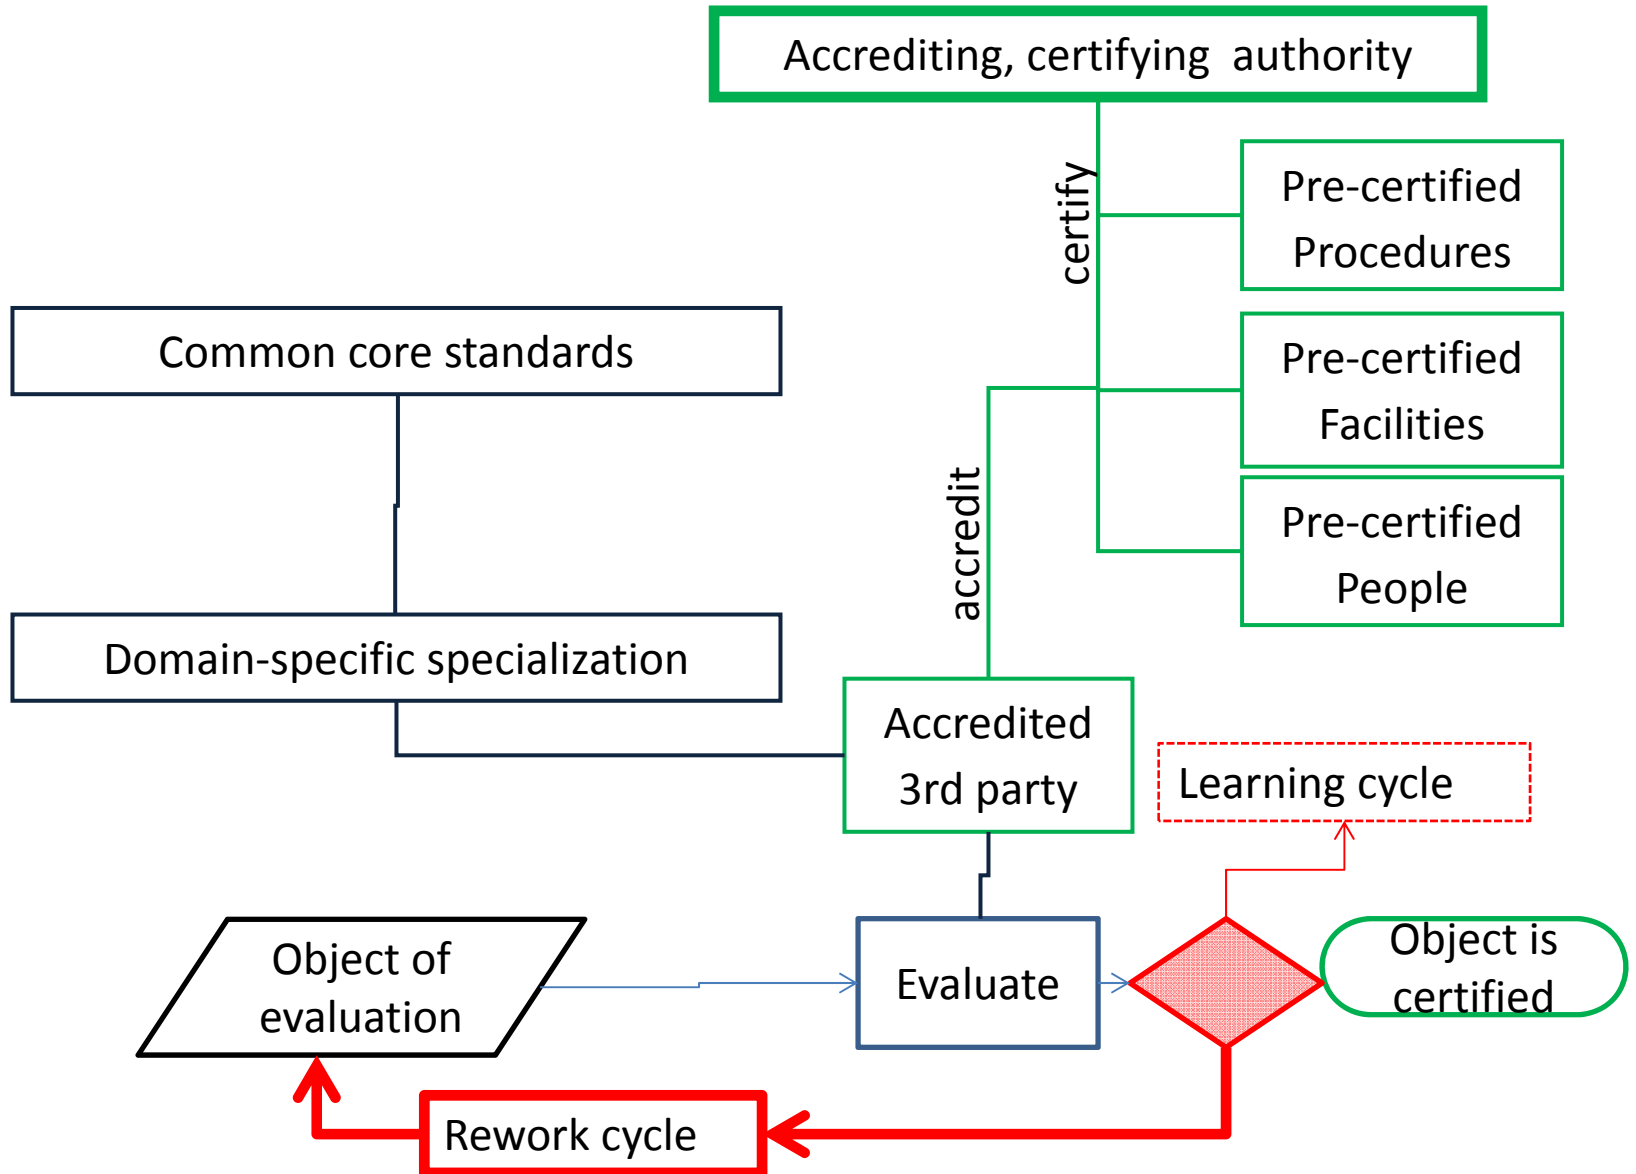 Accrediting, certifying  authority
certify
Pre-certified
Procedures
Common core standards
Pre-certified
Facilities
accredit
Pre-certified
People
Domain-specific specialization
Accredited
3rd party
Learning cycle
Object of
evaluation
Evaluate
Object is
certified
Rework cycle